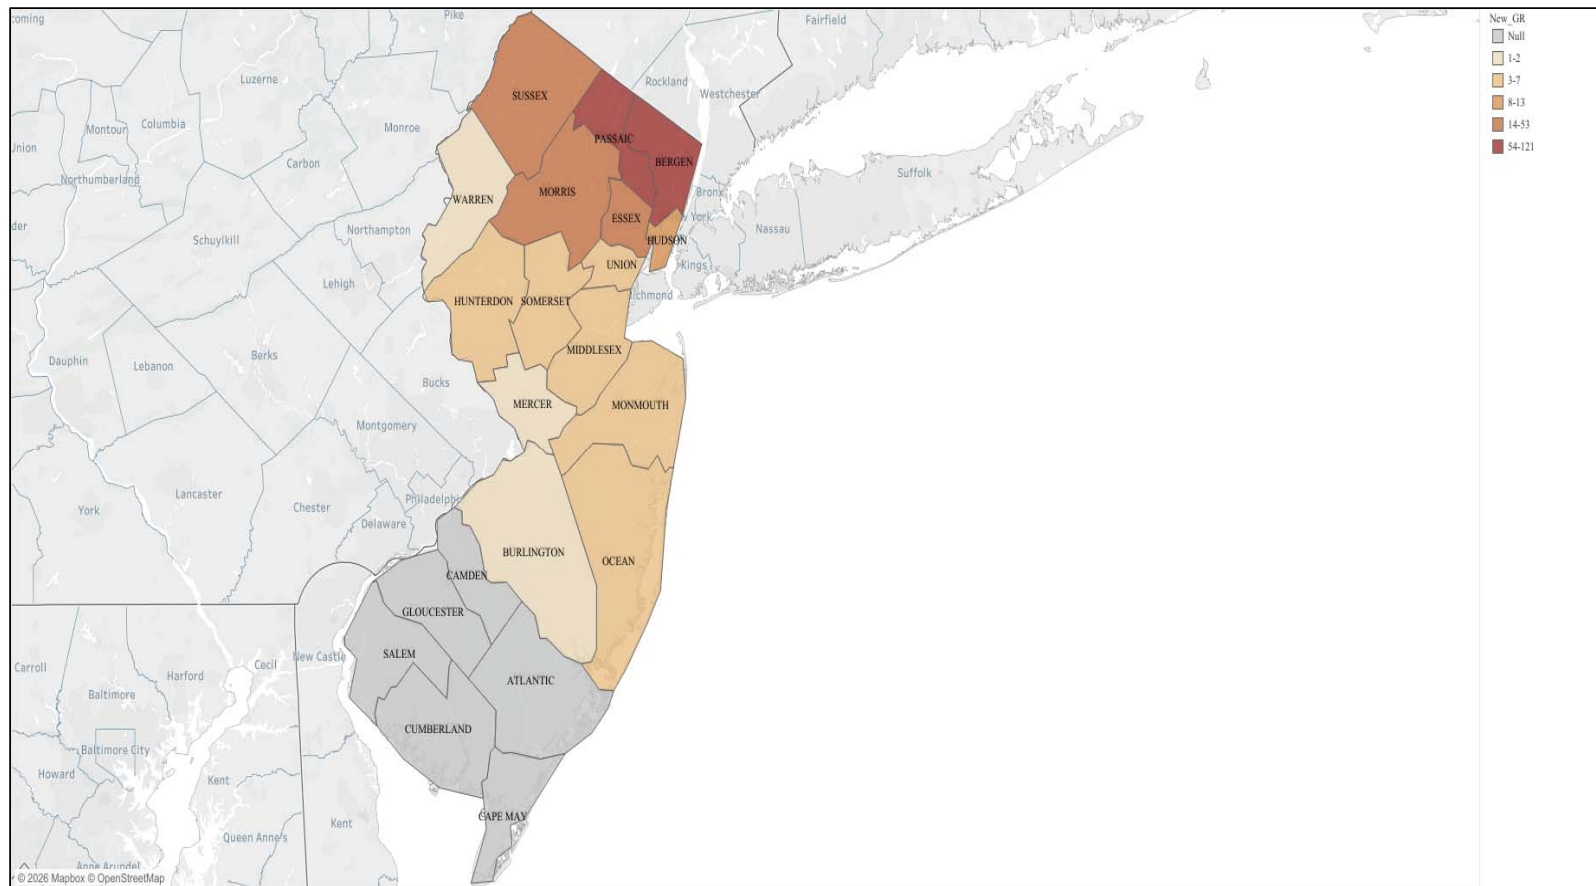 coming
Pike
Fairfield
New_GR
Null
1-2
3-7
8-13
14-53
54-121
Luzerne
SUSSEX
Rockland
Westchester
Montour
Columbia
Monroe
PASSAIC
Union
Carbon
BERGEN
Northumberland
MORRIS
WARREN
Bronx
Suffolk
ESSEX
York
der
Schuylkill
Northampton
HUDSON
Nassau
UNION
Kings
Lehigh
HUNTERDON
SOMERSET
Richmond
MIDDLESEX
Dauphin
Lebanon
Berks
Bucks
MERCER
MONMOUTH
Montgomery
Lancaster
York
Chester
Philadelphi
Delaware
BURLINGTON
OCEAN
CAMDEN
GLOUCESTER
SALEM
New Castle
Cecil
Carroll
Harford
ATLANTIC
Baltimore
CUMBERLAND
Baltimore City
Howard
Kent
CAPE MAY
Kent
Queen Anne's
Anne Arundel
© 2026 Mapbox © OpenStreetMap